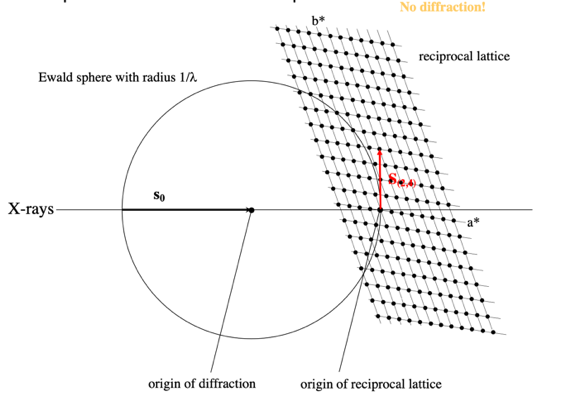 No diffraction!
b*
reciprocal lattice
Ewald sphere with radius 1/λ
s₀
X-rays
a*
origin of diffraction
origin of reciprocal lattice